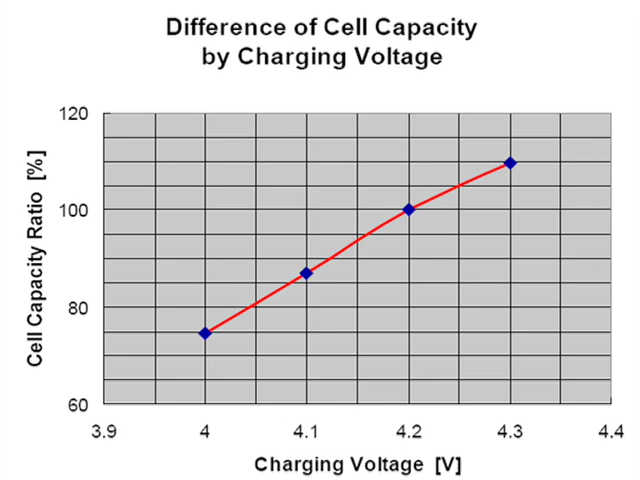 Difference of Cell Capacity
by Charging Voltage
Cell Capacity Ratio [%]
120
100
80
60
3.9 4 4.1 4.2 4.3 4.4
Charging Voltage [V]